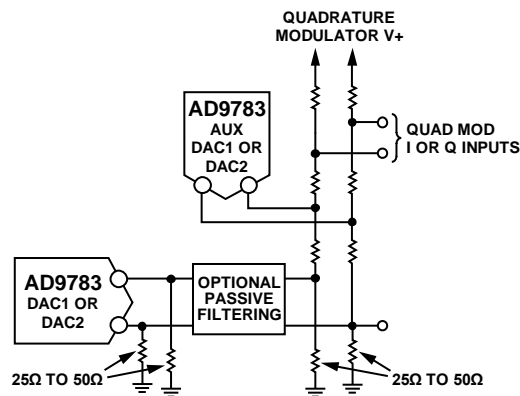 QUADRATURE
MODULATOR V+
AD9783
AUX
DAC1 OR
DAC2
QUAD MOD
I OR Q INPUTS
AD9783
DAC1 OR
DAC2
OPTIONAL
PASSIVE
FILTERING
25Ω TO 50Ω
25Ω TO 50Ω